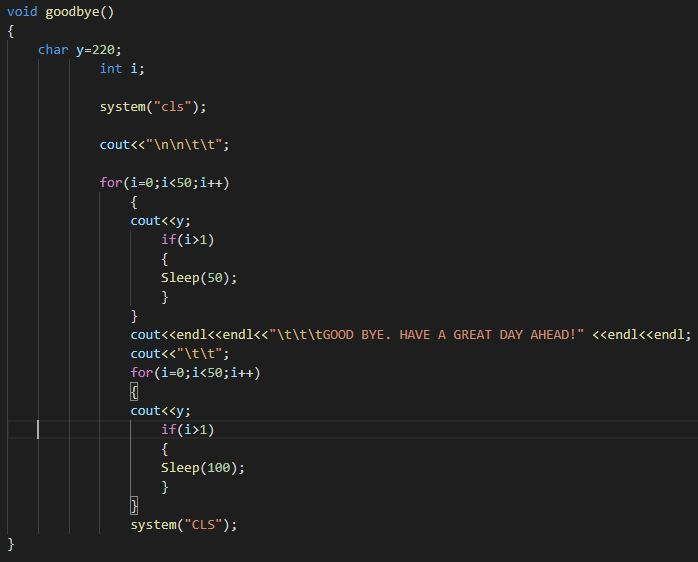 void goodbye()
{
    char y=220;
            int i;

            system("cls");

            cout<<"\n\n\t\t";

            for(i=0;i<50;i++)
                {
                cout<<y;
                    if(i>1)
                    {
                    Sleep(50);
                    }
                }
                cout<<endl<<endl<<"\t\t\tGOOD BYE. HAVE A GREAT DAY AHEAD!" <<endl<<endl;
                cout<<"\t\t";
                for(i=0;i<50;i++)
                {
                cout<<y;
                    if(i>1)
                    {
                    Sleep(100);
                    }
                }
                system("CLS");
}